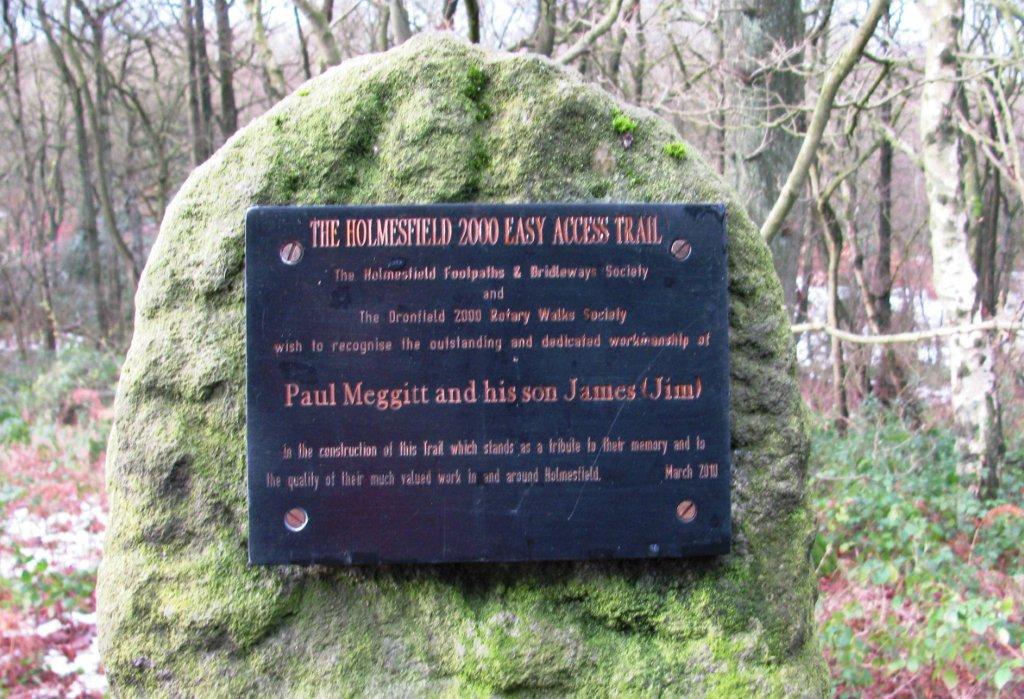 THE HOLMESFIELD 2000 EASY ACCESS TRAIL
The Holmesfield Footpaths & Bridleways Society
and
The Dronfield 2000 Rotary Walks Society
wish to recognise the outstanding and dedicated workmanship of
Paul Meggitt and his son James (Jim)
in the construction of this Trail which stands as a tribute to their memory and to
the quality of their much valued work in and around Holmesfield. March 2010